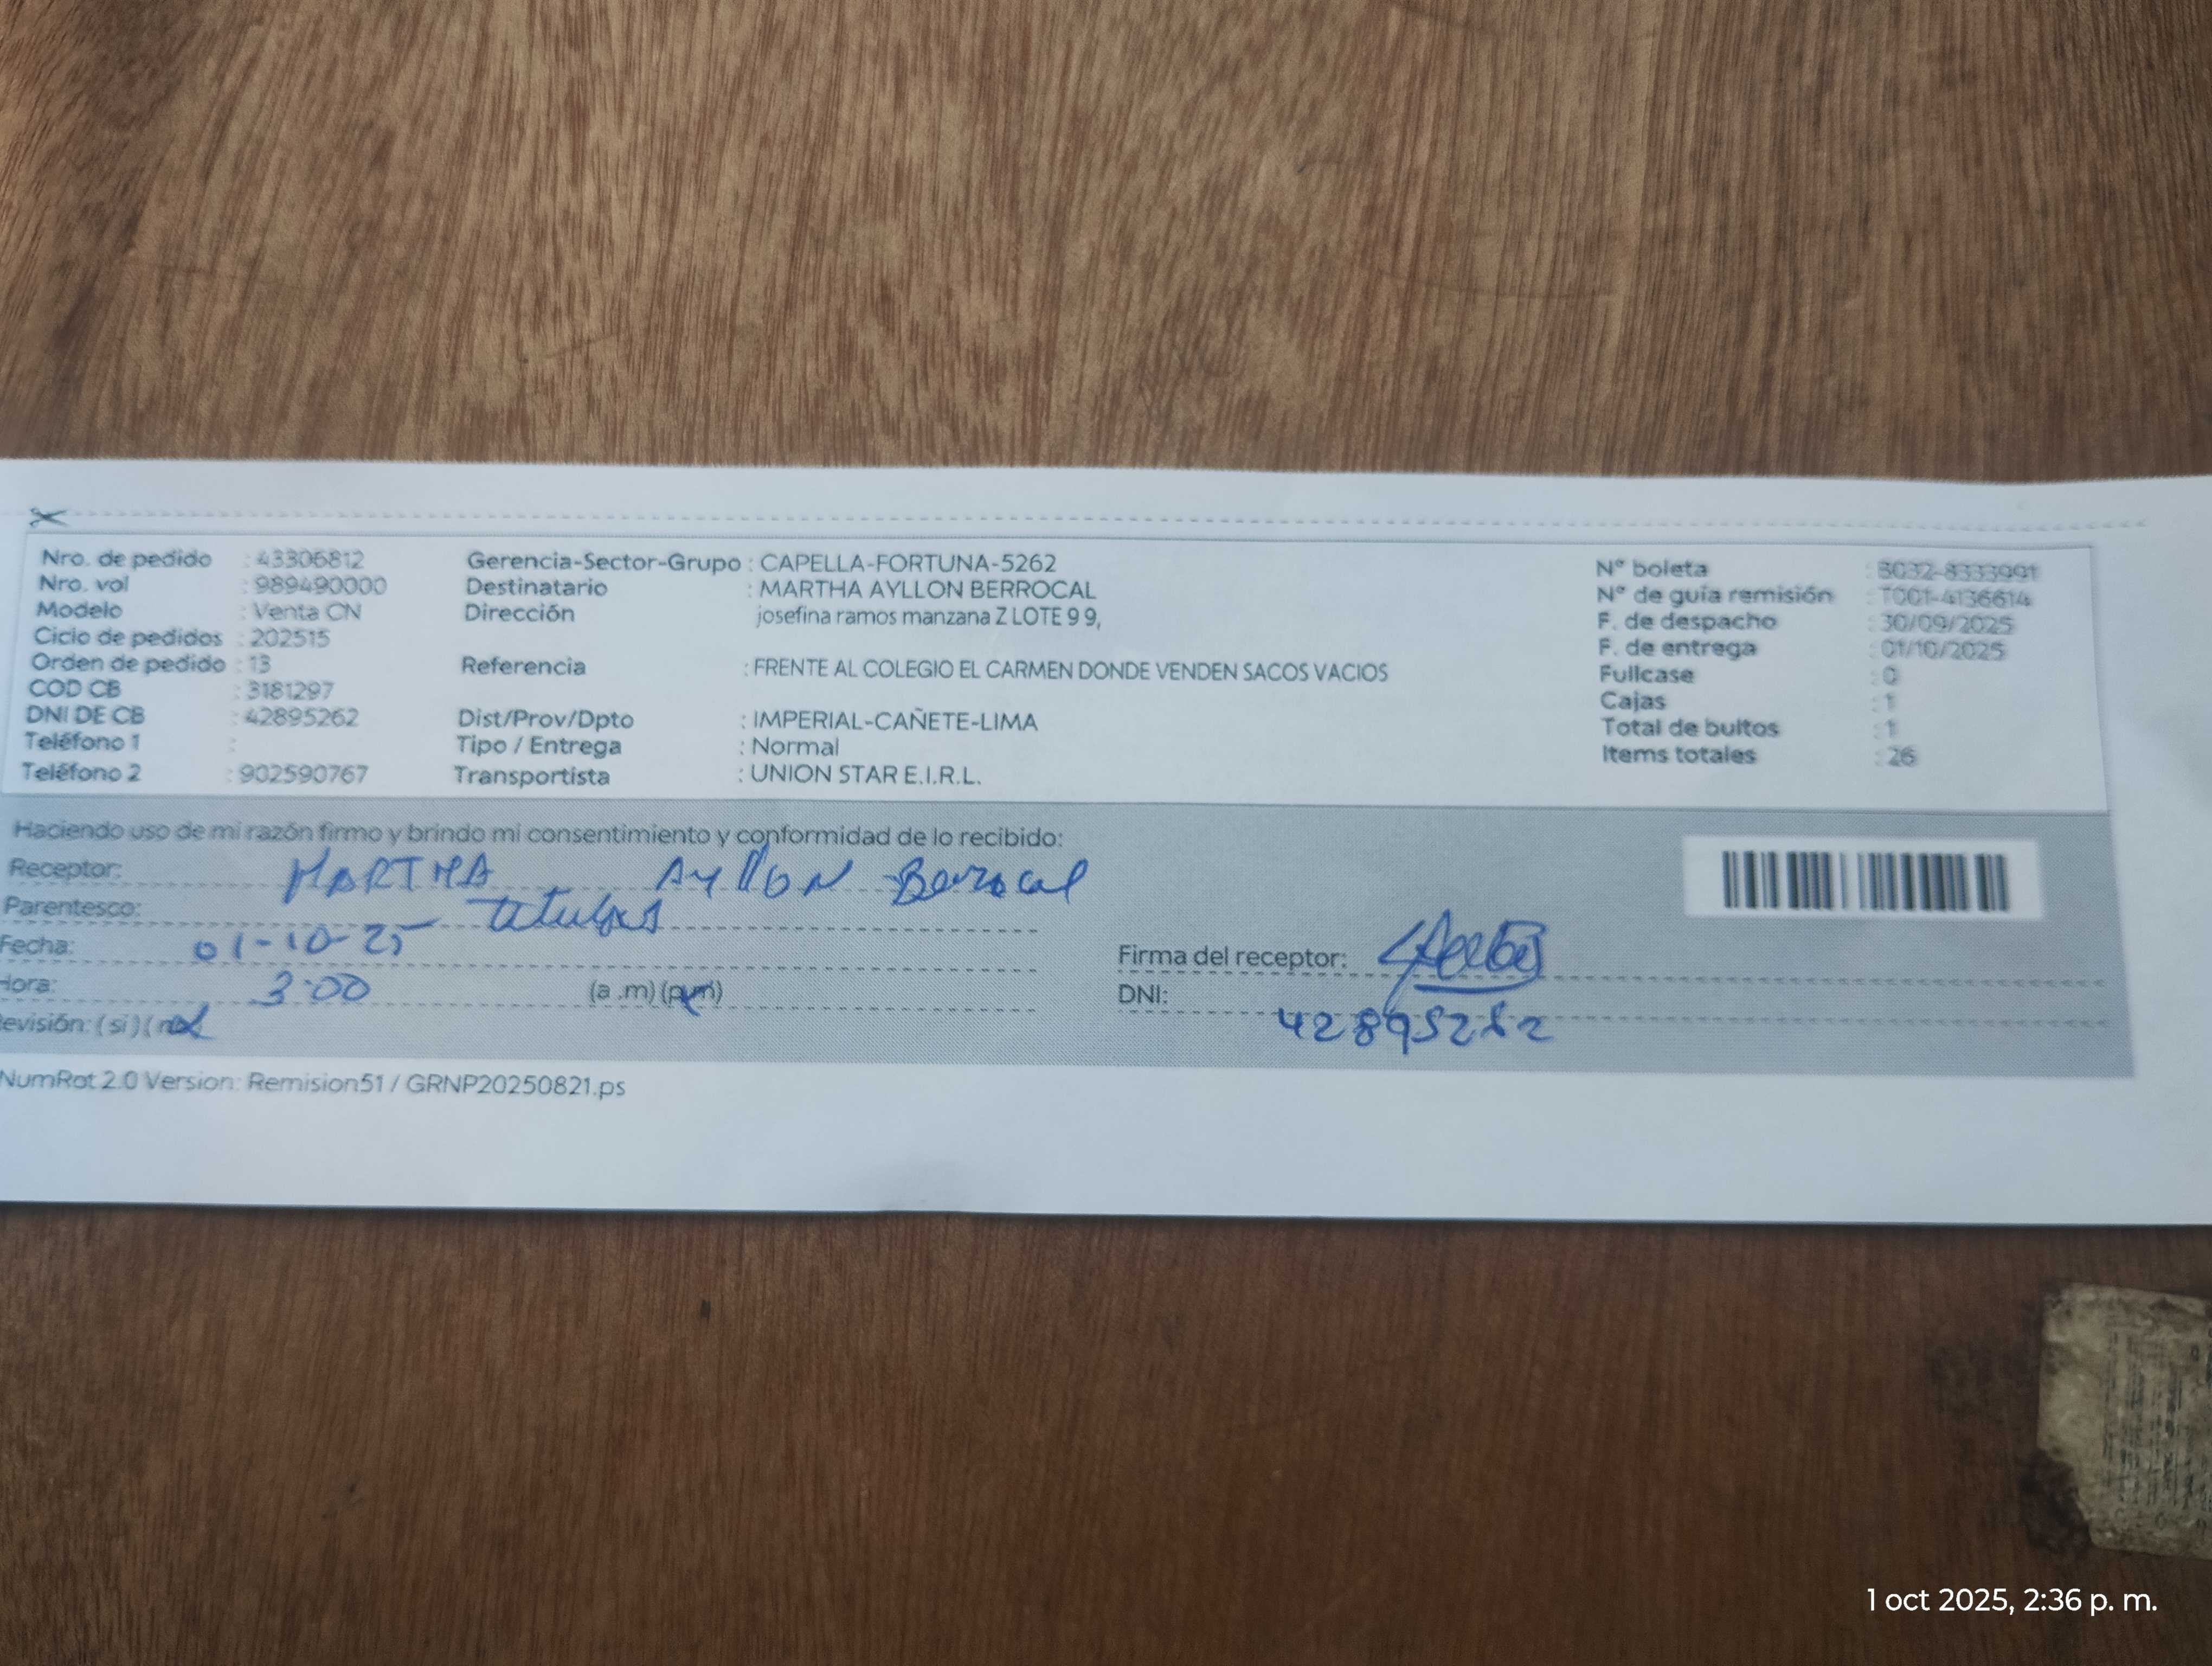 Nro. de pedido : 43306812
Nro. vol : 989490000
Modelo : Venta CN
Ciclo de pedidos : 202515
Orden de pedido : 13
COD CB : 3181297
DNI DE CB : 42895262
Teléfono 1 :
Teléfono 2 : 902590767
Gerencia-Sector-Grupo : CAPELLA-FORTUNA-5262
Destinatario : MARTHA AYLLON BERROCAL
Dirección josefina ramos manzana Z LOTE 9 9,
Referencia : FRENTE AL COLEGIO EL CARMEN DONDE VENDEN SACOS VACIOS
Dist/Prov/Dpto : IMPERIAL-CAÑETE-LIMA
Tipo / Entrega : Normal
Transportista : UNION STAR E.I.R.L.
N° boleta : B032-8333991
N° de guía remisión : T001-4136614
F. de despacho : 30/09/2025
F. de entrega : 01/10/2025
Fullcase : 0
Cajas : 1
Total de bultos : 1
Items totales : 26
Haciendo uso de mi razón firmo y brindo mi consentimiento y conformidad de lo recibido:
Receptor: MARTHA AYllON Berrocal
Parentesco:
Fecha: 01-10-25
Hora: 3:00 (a .m) (p.m)
evisión: ( si ) ( no
Firma del receptor:
DNI:
NumRot 2.0 Version: Remision51 / GRNP20250821.ps
1 oct 2025, 2:36 p. m.